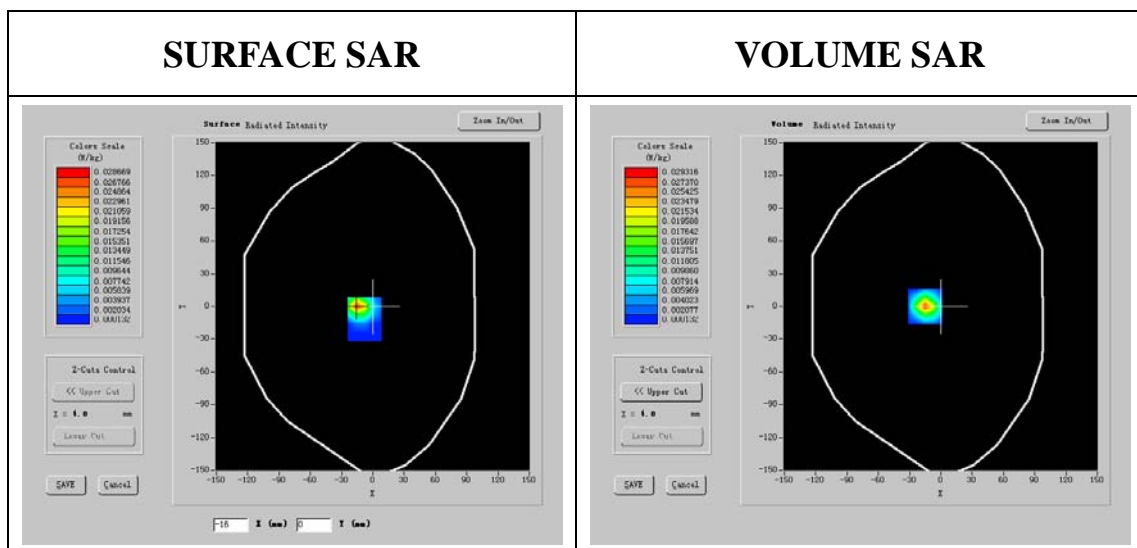 SURFACE SAR
VOLUME SAR
Surface Radiated Intensity
Zoom In/Out
Colors Scale
(W/kg)
0.028669
0.026766
0.024864
0.022961
0.021059
0.019156
0.017254
0.015351
0.013449
0.011546
0.009644
0.007742
0.005839
0.003937
0.002034
0.000132
150
120
90
60
30
0
-30
-60
-90
-120
-150
Y
-150 -120 -90 -60 -30 0 30 60 90 120 150
X
Z-Cuts Control
<< Upper Cut
Z = 4.0 mm
Lower Cut
SAVE
Cancel
-16 X (mm) 0 Y (mm)
Volume Radiated Intensity
Zoom In/Out
Colors Scale
(W/kg)
0.029316
0.027370
0.025425
0.023479
0.021534
0.019588
0.017642
0.015697
0.013751
0.011805
0.009860
0.007914
0.005969
0.004023
0.002077
0.000132
150
120
90
60
30
0
-30
-60
-90
-120
-150
Y
-150 -120 -90 -60 -30 0 30 60 90 120 150
X
Z-Cuts Control
<< Upper Cut
Z = 4.0 mm
Lower Cut
SAVE
Cancel